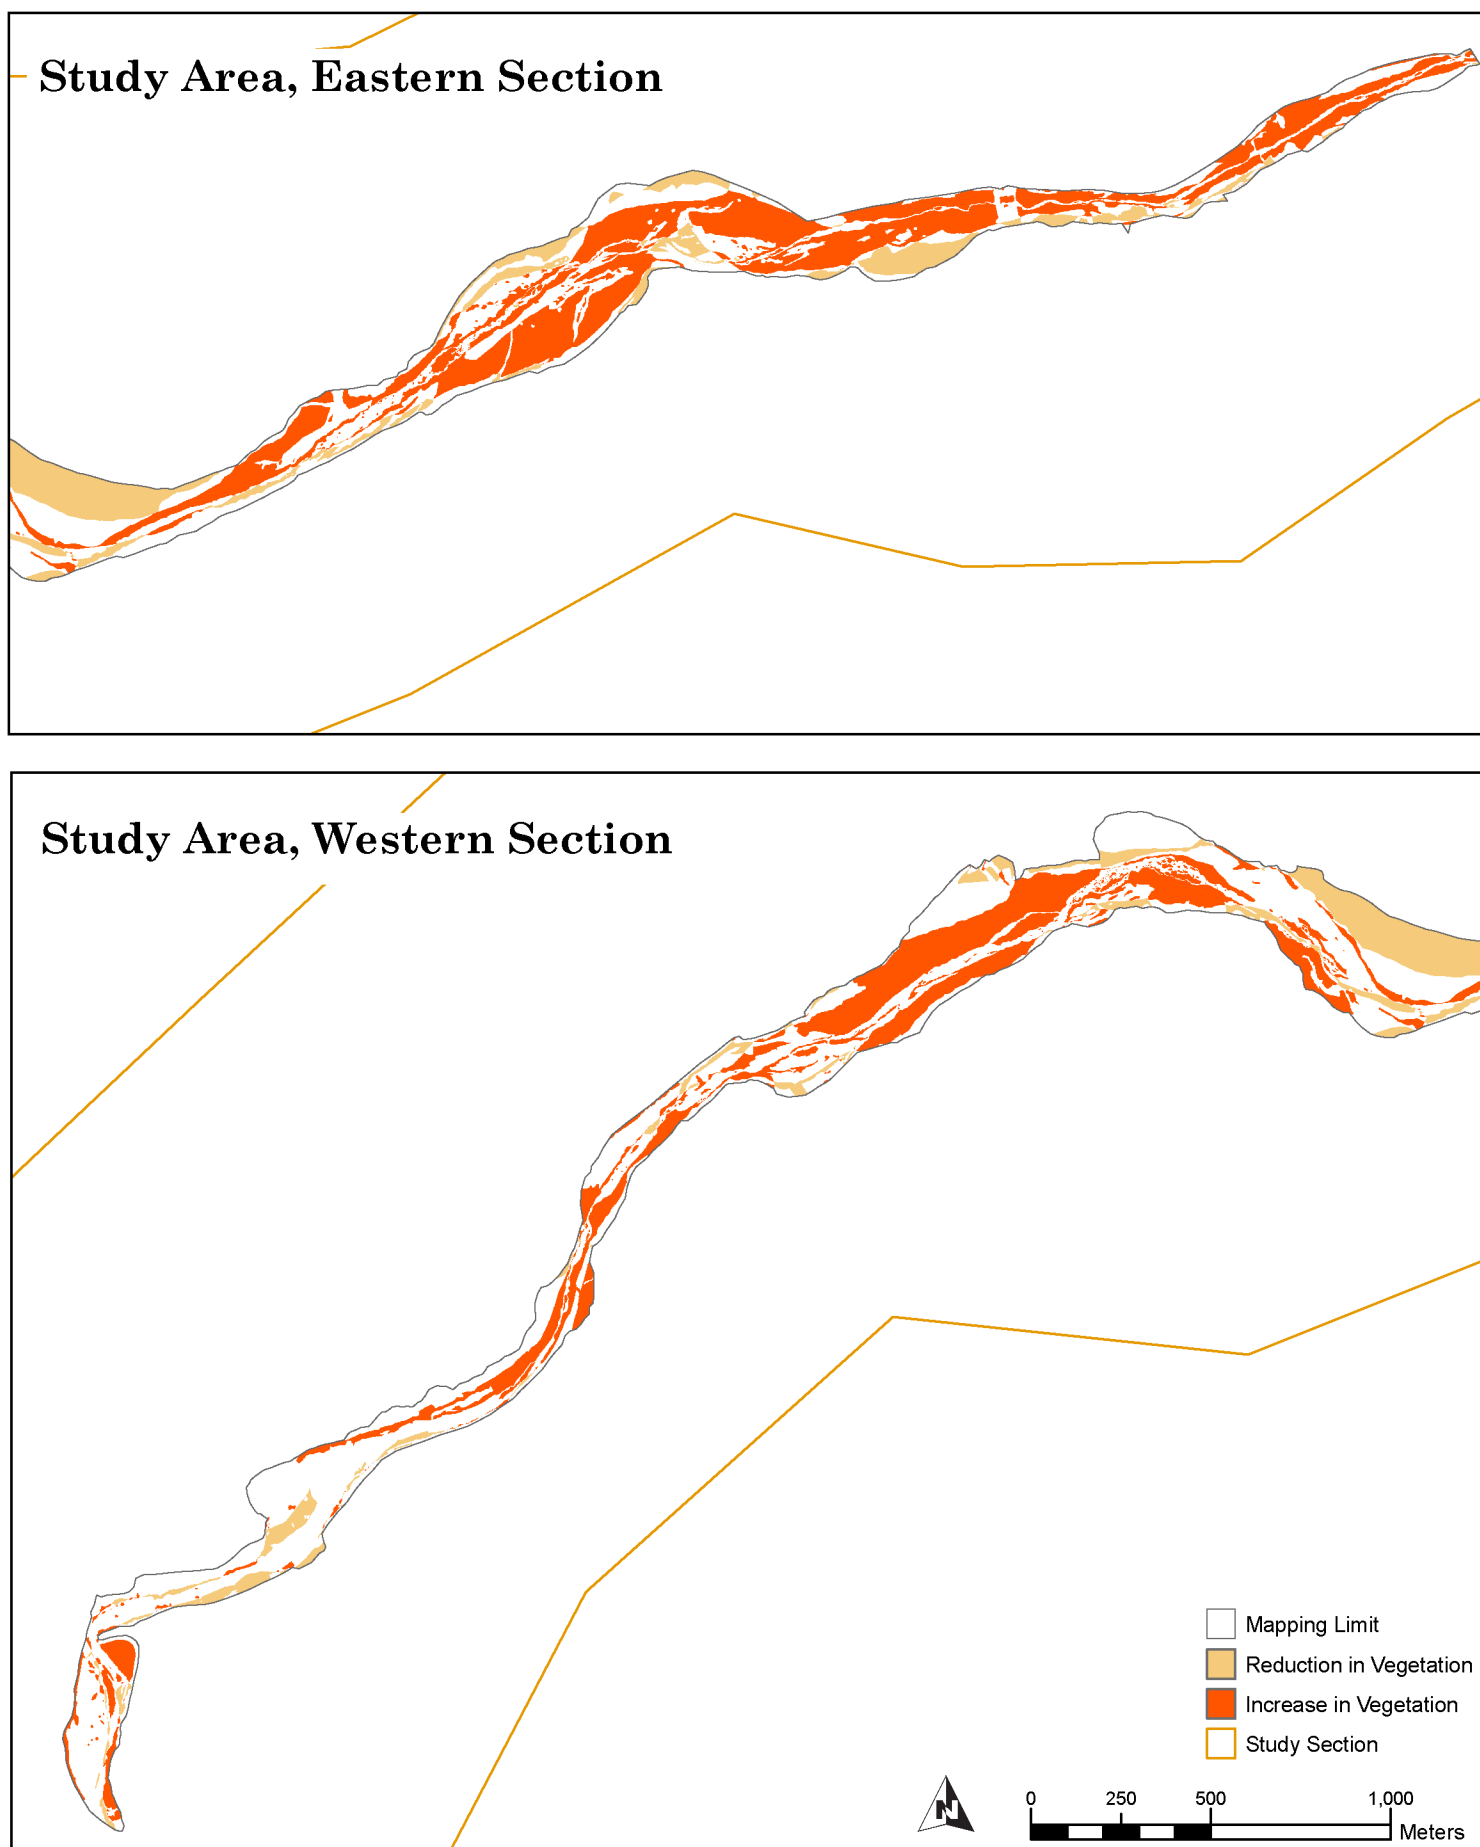 Study Area, Eastern Section
Study Area, Western Section
Mapping Limit
Reduction in Vegetation
Increase in Vegetation
Study Section
N
0 250 500 1,000
Meters